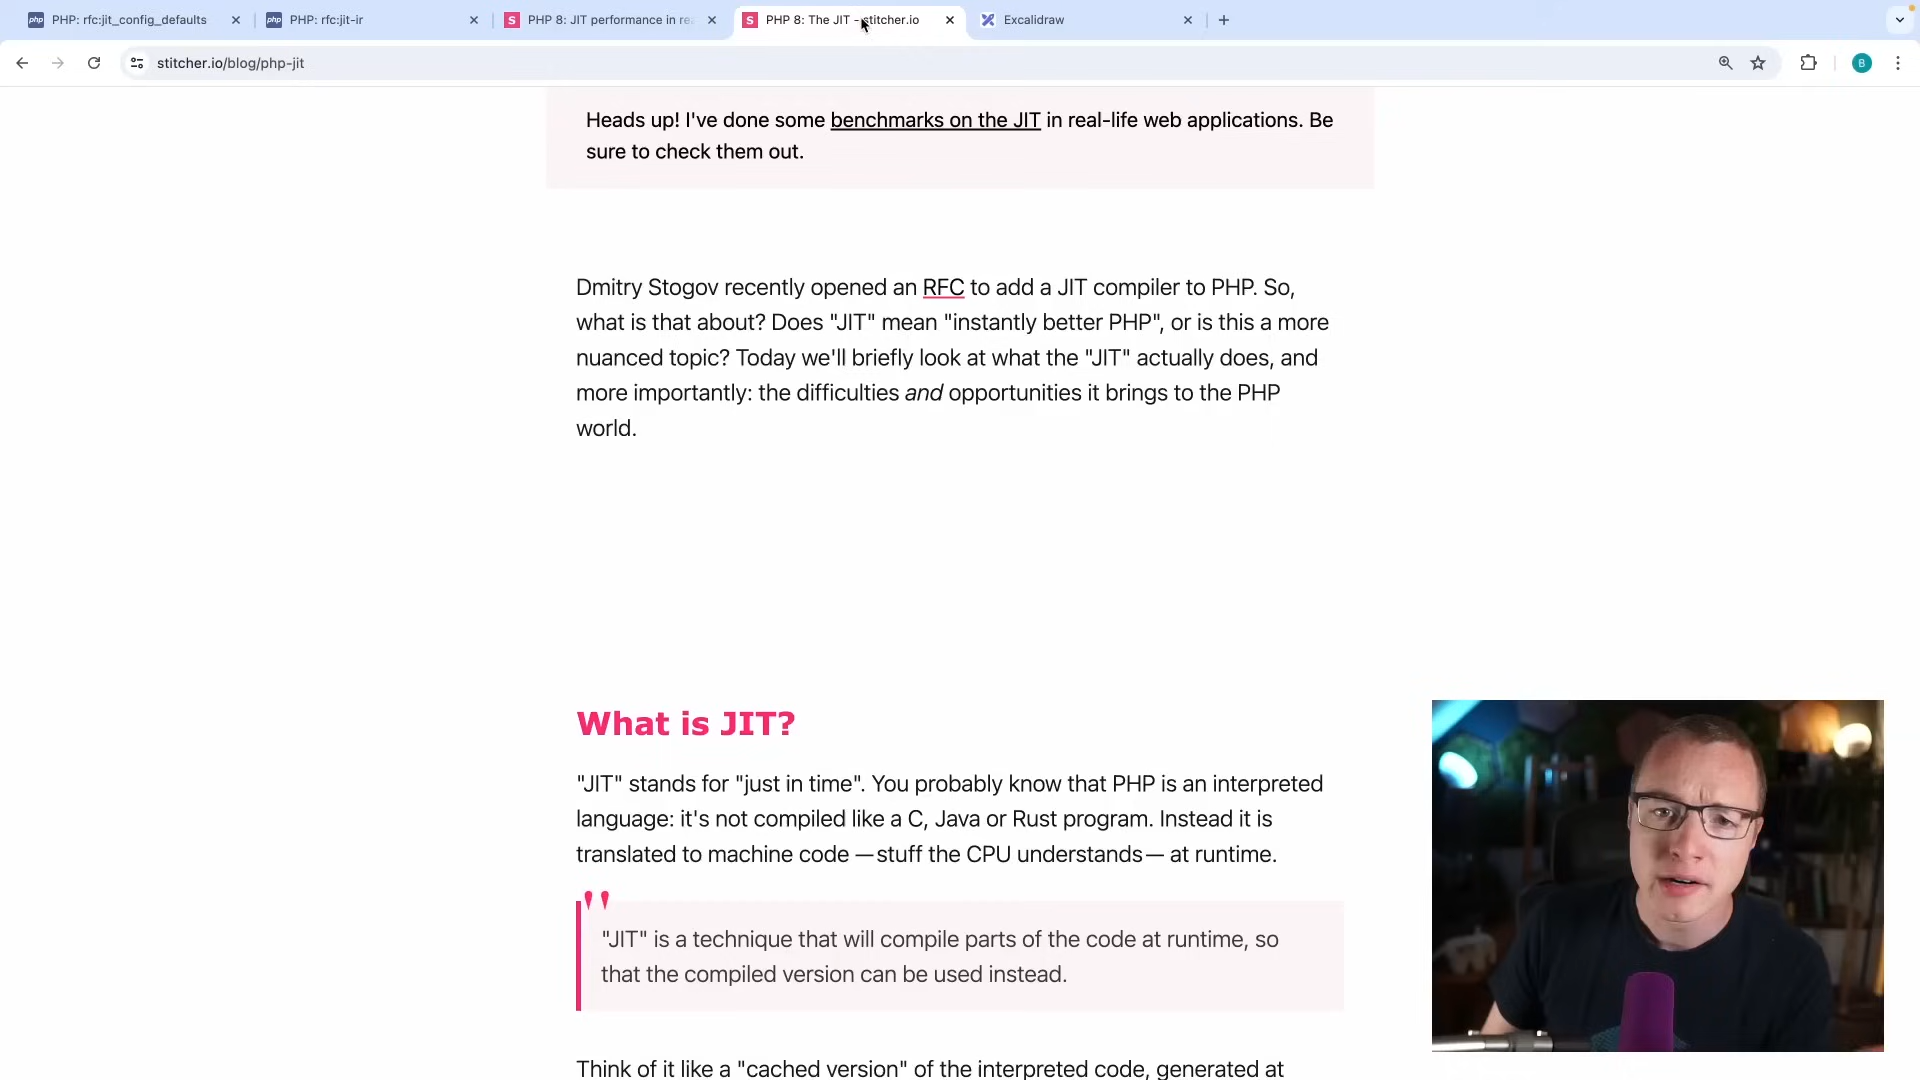 PHP: rfc:jit_config_defaults
PHP: rfc:jit-ir
PHP 8: JIT performance in rea
PHP 8: The JIT - stitcher.io
Excalidraw
stitcher.io/blog/php-jit
B
Heads up! I've done some benchmarks on the JIT in real-life web applications. Be
sure to check them out.
Dmitry Stogov recently opened an RFC to add a JIT compiler to PHP. So,
what is that about? Does "JIT" mean "instantly better PHP", or is this a more
nuanced topic? Today we'll briefly look at what the "JIT" actually does, and
more importantly: the difficulties and opportunities it brings to the PHP
world.
What is JIT?
"JIT" stands for "just in time". You probably know that PHP is an interpreted
language: it's not compiled like a C, Java or Rust program. Instead it is
translated to machine code —stuff the CPU understands— at runtime.
"JIT" is a technique that will compile parts of the code at runtime, so
that the compiled version can be used instead.
Think of it like a "cached version" of the interpreted code, generated at